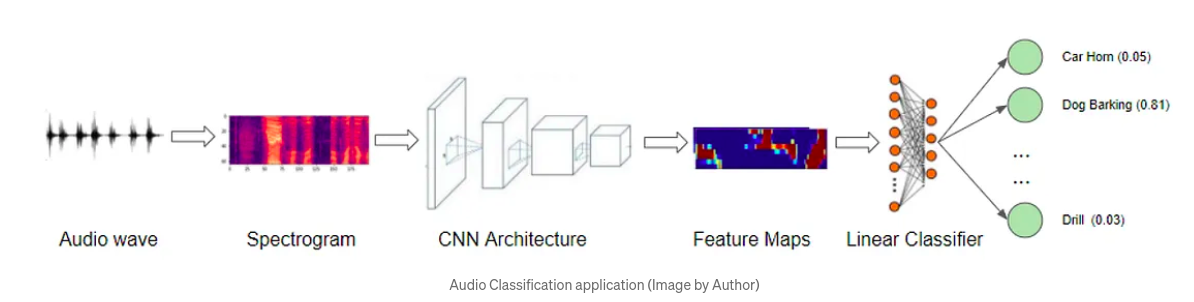 Car Horn (0.05)
Dog Barking (0.81)
...
...
Drill (0.03)
Audio wave
Spectrogram
CNN Architecture
Feature Maps
Linear Classifier
Audio Classification application (Image by Author)